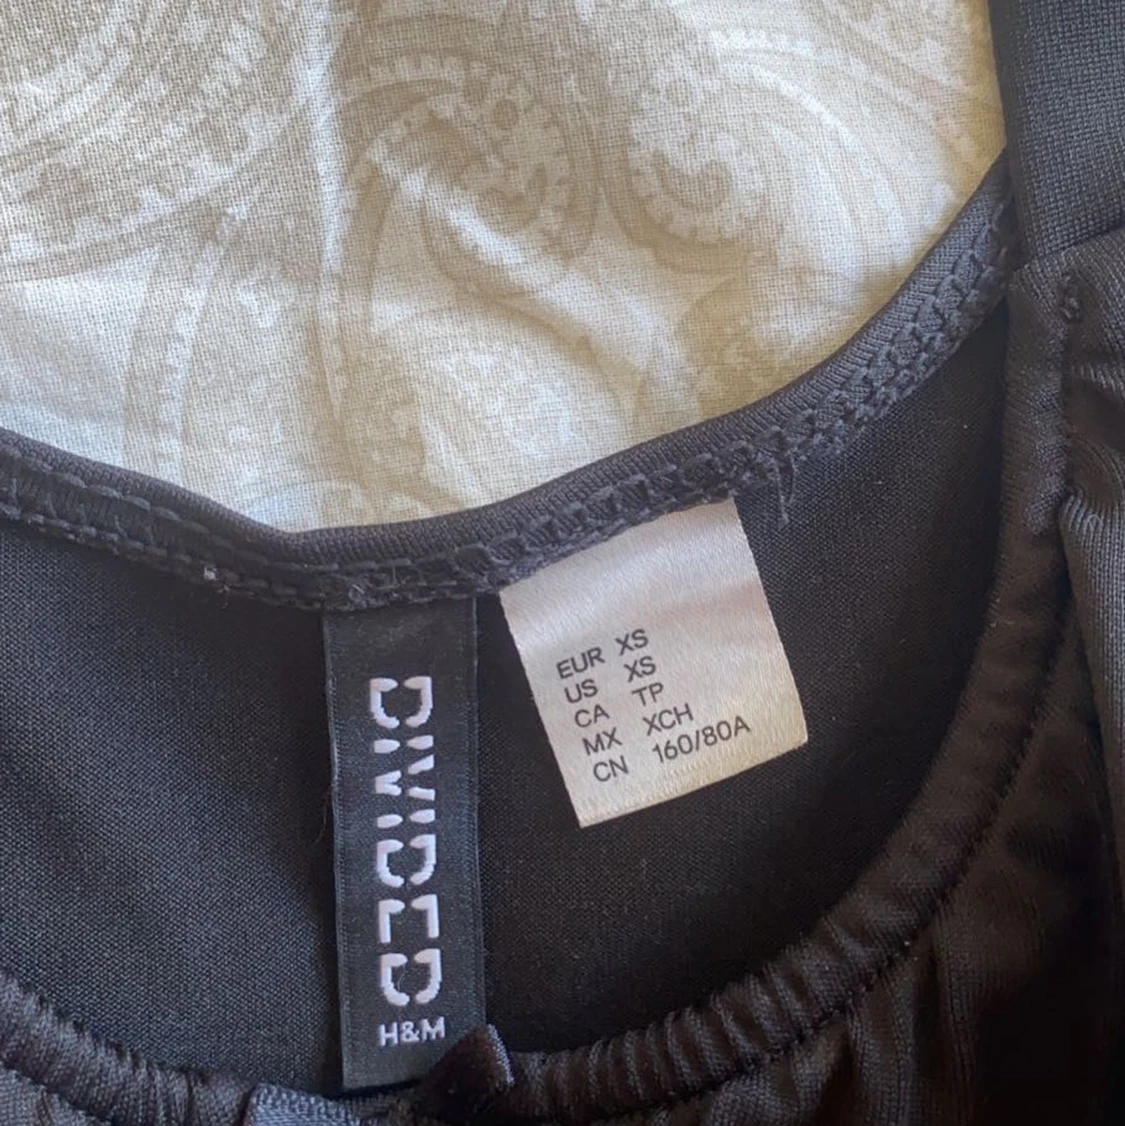 DIVIDED
H&M
EUR XS
US XS
CA TP
MX XCH
CN 160/80A